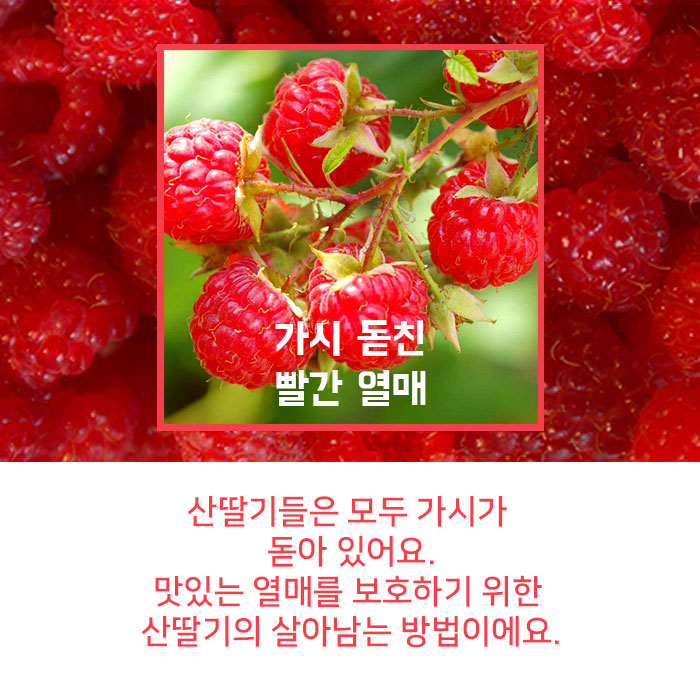 가시 돋친
빨간 열매
산딸기들은 모두 가시가
돋아 있어요.
맛있는 열매를 보호하기 위한
산딸기의 살아남는 방법이에요.